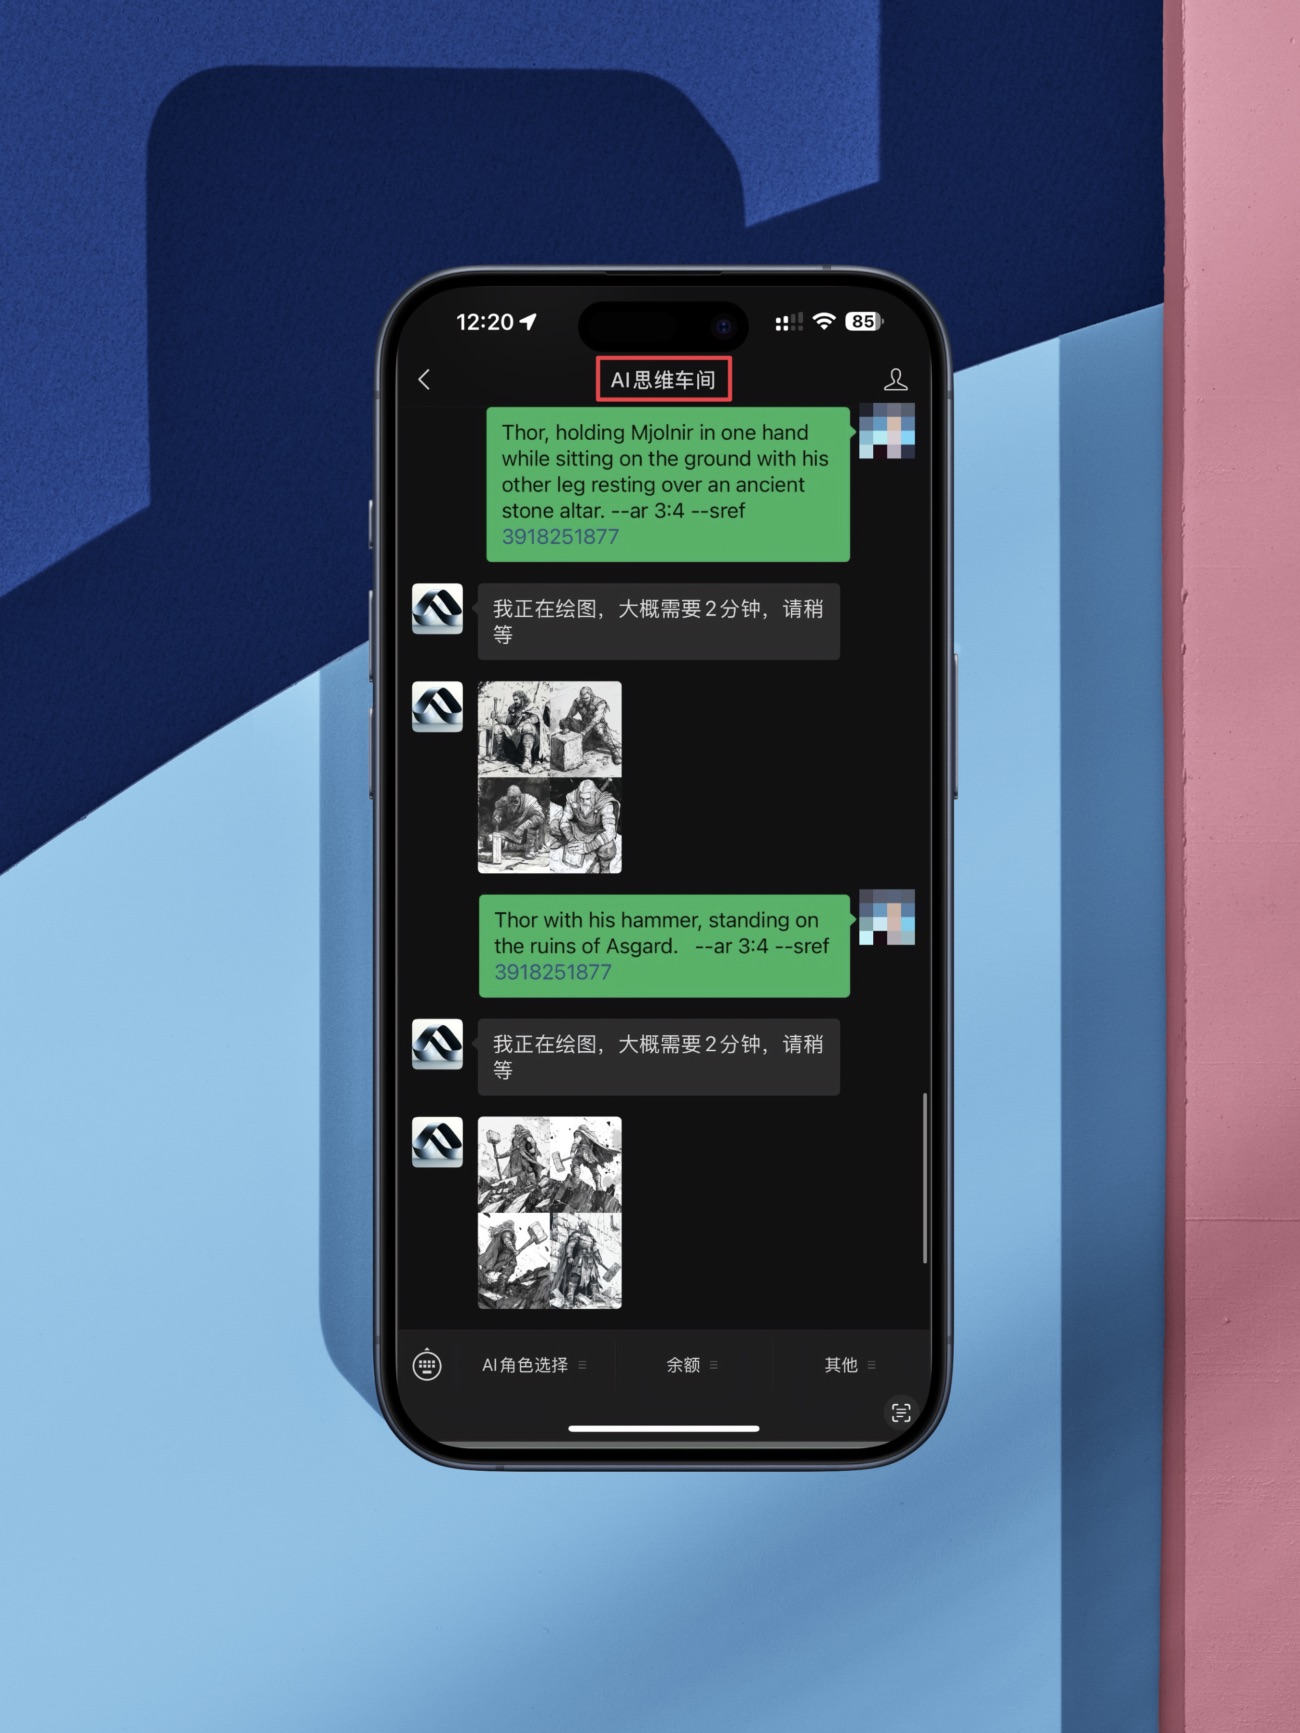 12:20
85
AI思维车间
Thor, holding Mjolnir in one hand
while sitting on the ground with his
other leg resting over an ancient
stone altar. --ar 3:4 --sref
3918251877
我正在绘图，大概需要2分钟，请稍
等
Thor with his hammer, standing on
the ruins of Asgard.   --ar 3:4 --sref
3918251877
我正在绘图，大概需要2分钟，请稍
等
AI角色选择
余额
其他